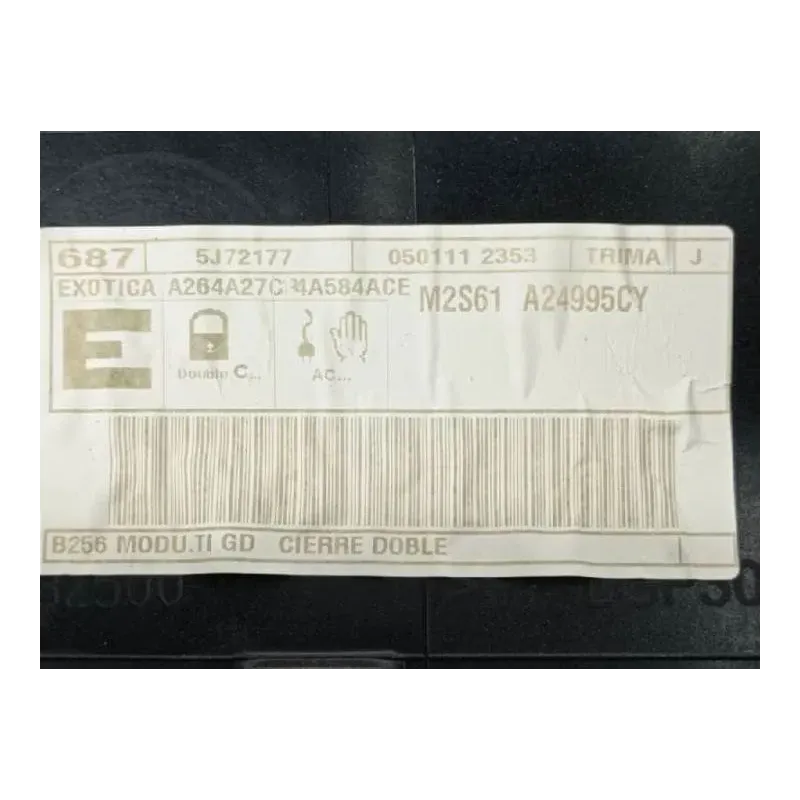 687 5J72177 050111 2353 TRIMA J
EXOTICA A264A27C 4A584ACE M2S61 A24995CY
E
Double C... AC...
B256 MODU.TI GD CIERRE DOBLE